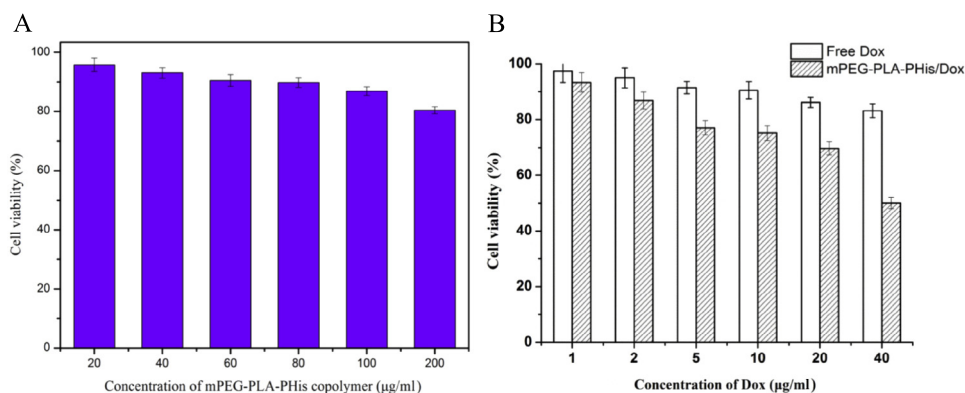 A
100
80
60
40
20
0
Cell viability (%)
20 40 60 80 100 200
Concentration of mPEG-PLA-PHis copolymer (μg/ml)
B
Free Dox
mPEG-PLA-PHis/Dox
100
80
60
40
20
0
Cell viability (%)
1 2 5 10 20 40
Concentration of Dox (μg/ml)